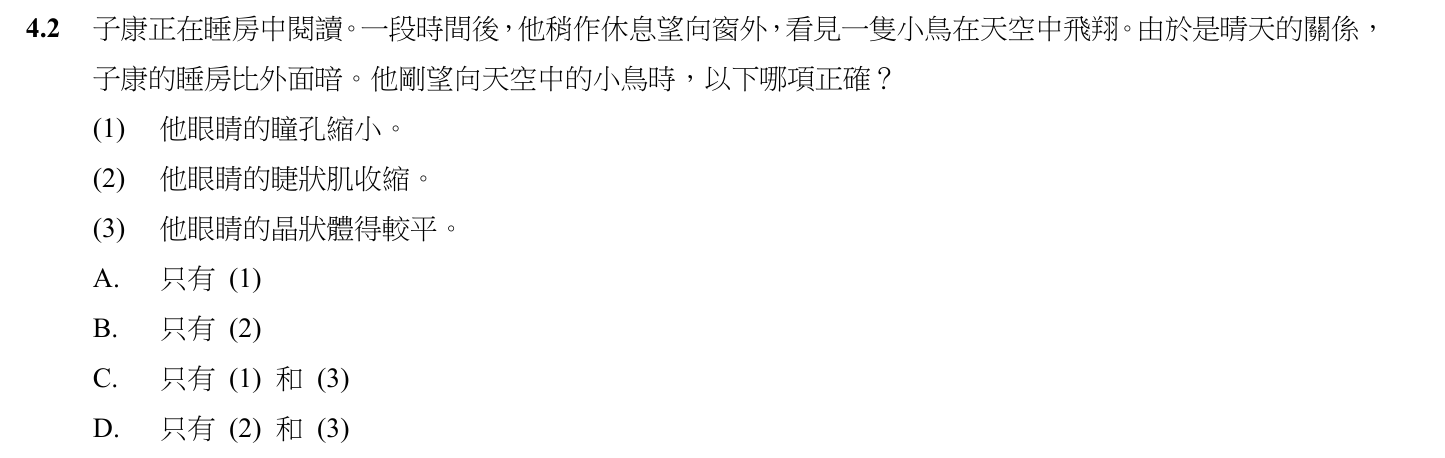 4.2 子康正在睡房中閱讀。一段時間後，他稍作休息望向窗外，看見一隻小鳥在天空中飛翔。由於是晴天的關係，
子康的睡房比外面暗。他剛望向天空中的小鳥時，以下哪項正確？
(1) 他眼睛的瞳孔縮小。
(2) 他眼睛的睫狀肌收縮。
(3) 他眼睛的晶狀體得較平。
A. 只有 (1)
B. 只有 (2)
C. 只有 (1) 和 (3)
D. 只有 (2) 和 (3)